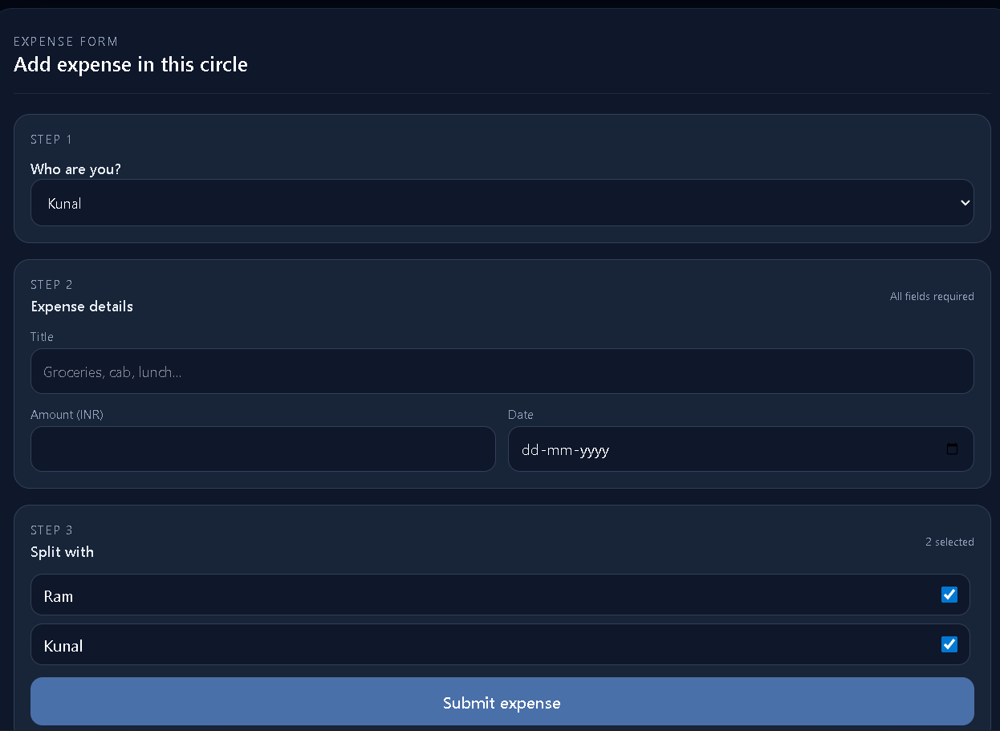 EXPENSE FORM
Add expense in this circle
STEP 1
Who are you?
Kunal
STEP 2
Expense details
All fields required
Title
Groceries, cab, lunch...
Amount (INR)
Date
dd-mm-yyyy
STEP 3
Split with
2 selected
Ram
Kunal
Submit expense